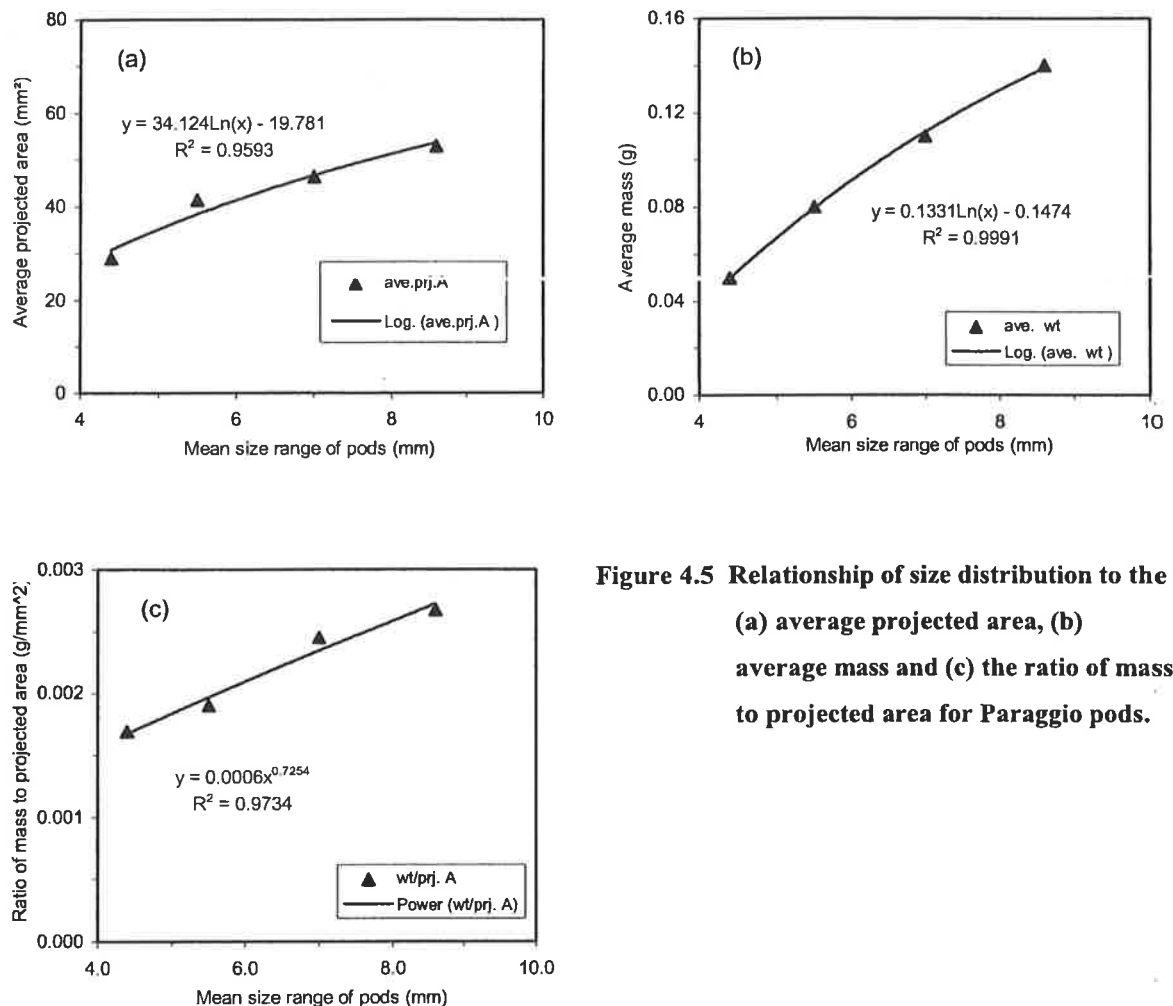 80
60
40
20
0
Average projected area (mm²)
(a)
y = 34.124Ln(x) - 19.781
R² = 0.9593
ave.prj.A
Log. (ave.prj.A )
4 6 8 10
Mean size range of pods (mm)
0.16
0.12
0.08
0.04
0.00
Average mass (g)
(b)
y = 0.1331Ln(x) - 0.1474
R² = 0.9991
ave. wt
Log. (ave. wt )
4 6 8 10
Mean size range of pods (mm)
0.003
0.002
0.001
0.000
Ratio of mass to projected area (g/mm^2)
(c)
y = 0.0006x^0.7254
R² = 0.9734
wt/prj. A
Power (wt/prj. A)
4.0 6.0 8.0 10.0
Mean size range of pods (mm)
Figure 4.5 Relationship of size distribution to the
(a) average projected area, (b)
average mass and (c) the ratio of mass
to projected area for Paraggio pods.